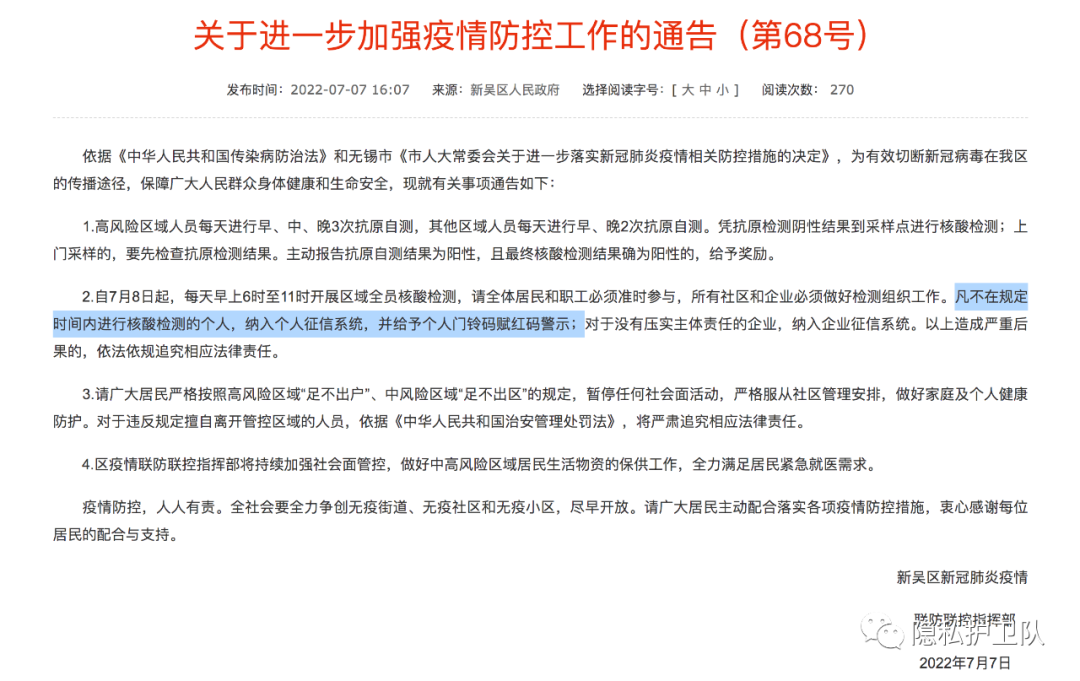 关于进一步加强疫情防控工作的通告（第68号）
发布时间：2022-07-07 16:07 来源：新吴区人民政府 选择阅读字号：[ 大 中 小 ] 阅读次数： 270
依据《中华人民共和国传染病防治法》和无锡市《市人大常委会关于进一步落实新冠肺炎疫情相关防控措施的决定》，为有效切断新冠病毒在我区
的传播途径，保障广大人民群众身体健康和生命安全，现就有关事项通告如下：
1.高风险区域人员每天进行早、中、晚3次抗原自测，其他区域人员每天进行早、晚2次抗原自测。凭抗原检测阴性结果到采样点进行核酸检测；上
门采样的，要先检查抗原检测结果。主动报告抗原自测结果为阳性，且最终核酸检测结果确为阳性的，给予奖励。
2.自7月8日起，每天早上6时至11时开展区域全员核酸检测，请全体居民和职工必须准时参与，所有社区和企业必须做好检测组织工作。凡不在规定
时间内进行核酸检测的个人，纳入个人征信系统，并给予个人门铃码赋红码警示；对于没有压实主体责任的企业，纳入企业征信系统。以上造成严重后
果的，依法依规追究相应法律责任。
3.请广大居民严格按照高风险区域“足不出户”、中风险区域“足不出区”的规定，暂停任何社会面活动，严格服从社区管理安排，做好家庭及个人健康
防护。对于违反规定擅自离开管控区域的人员，依据《中华人民共和国治安管理处罚法》，将严肃追究相应法律责任。
4.区疫情联防联控指挥部将持续加强社会面管控，做好中高风险区域居民生活物资的保供工作，全力满足居民紧急就医需求。
疫情防控，人人有责。全社会要全力争创无疫街道、无疫社区和无疫小区，尽早开放。请广大居民主动配合落实各项疫情防控措施，衷心感谢每位
居民的配合与支持。
新吴区新冠肺炎疫情
联防联控指挥部
隐私护卫队
2022年7月7日